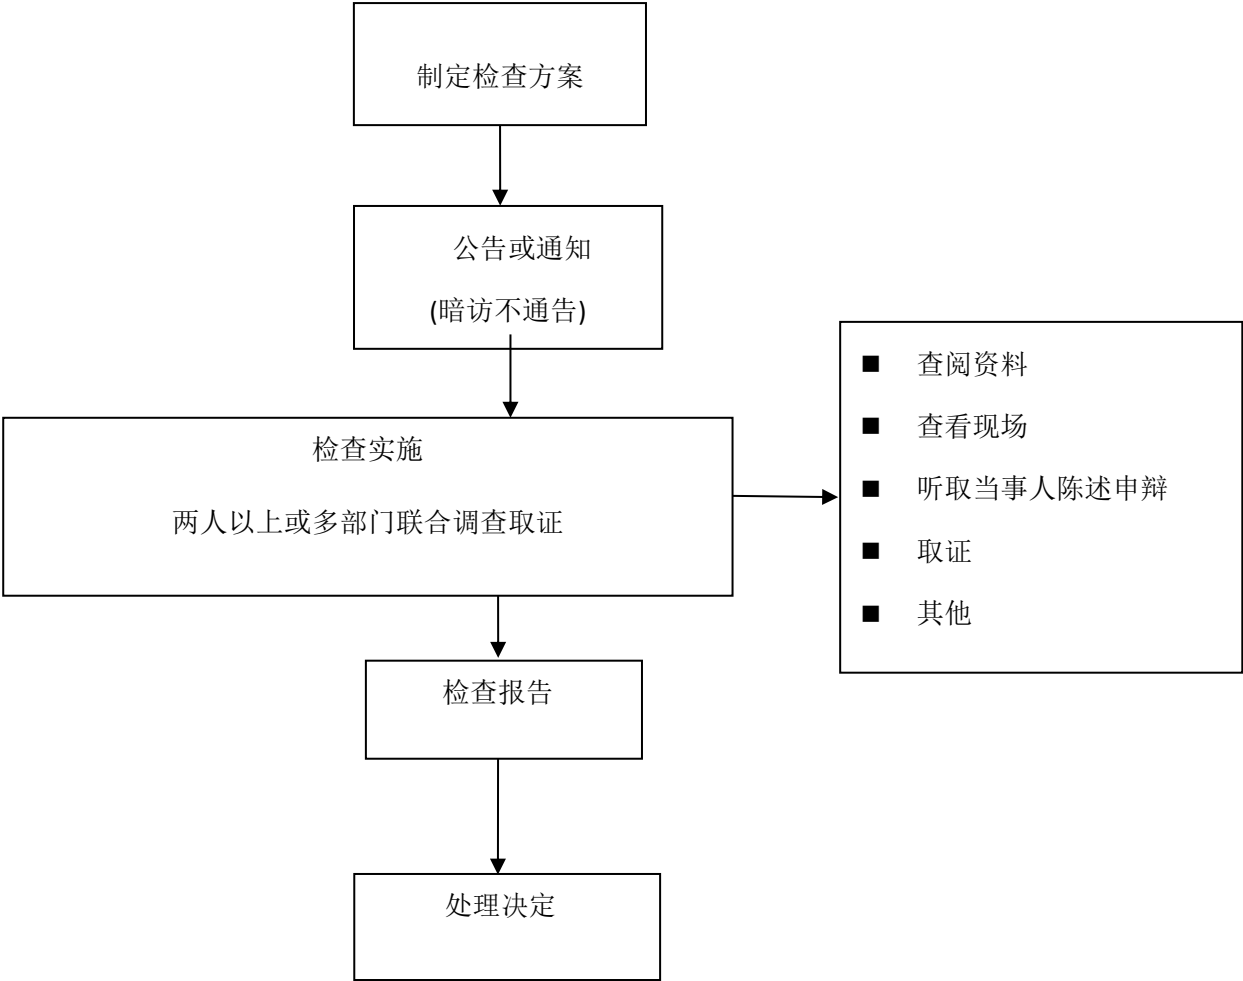 制定检查方案
公告或通知
(暗访不通告)
检查实施
两人以上或多部门联合调查取证
■ 查阅资料
■ 查看现场
■ 听取当事人陈述申辩
■ 取证
■ 其他
检查报告
处理决定